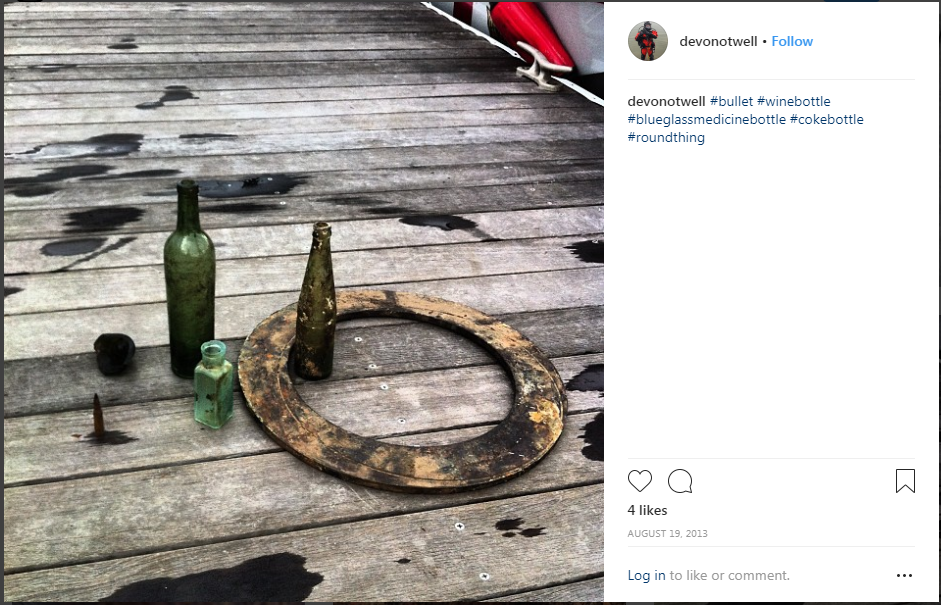 devonotwell • Follow
devonotwell #bullet #winebottle
#blueglassmedicinebottle #cokebottle
#roundthing
4 likes
AUGUST 19, 2013
Log in to like or comment.